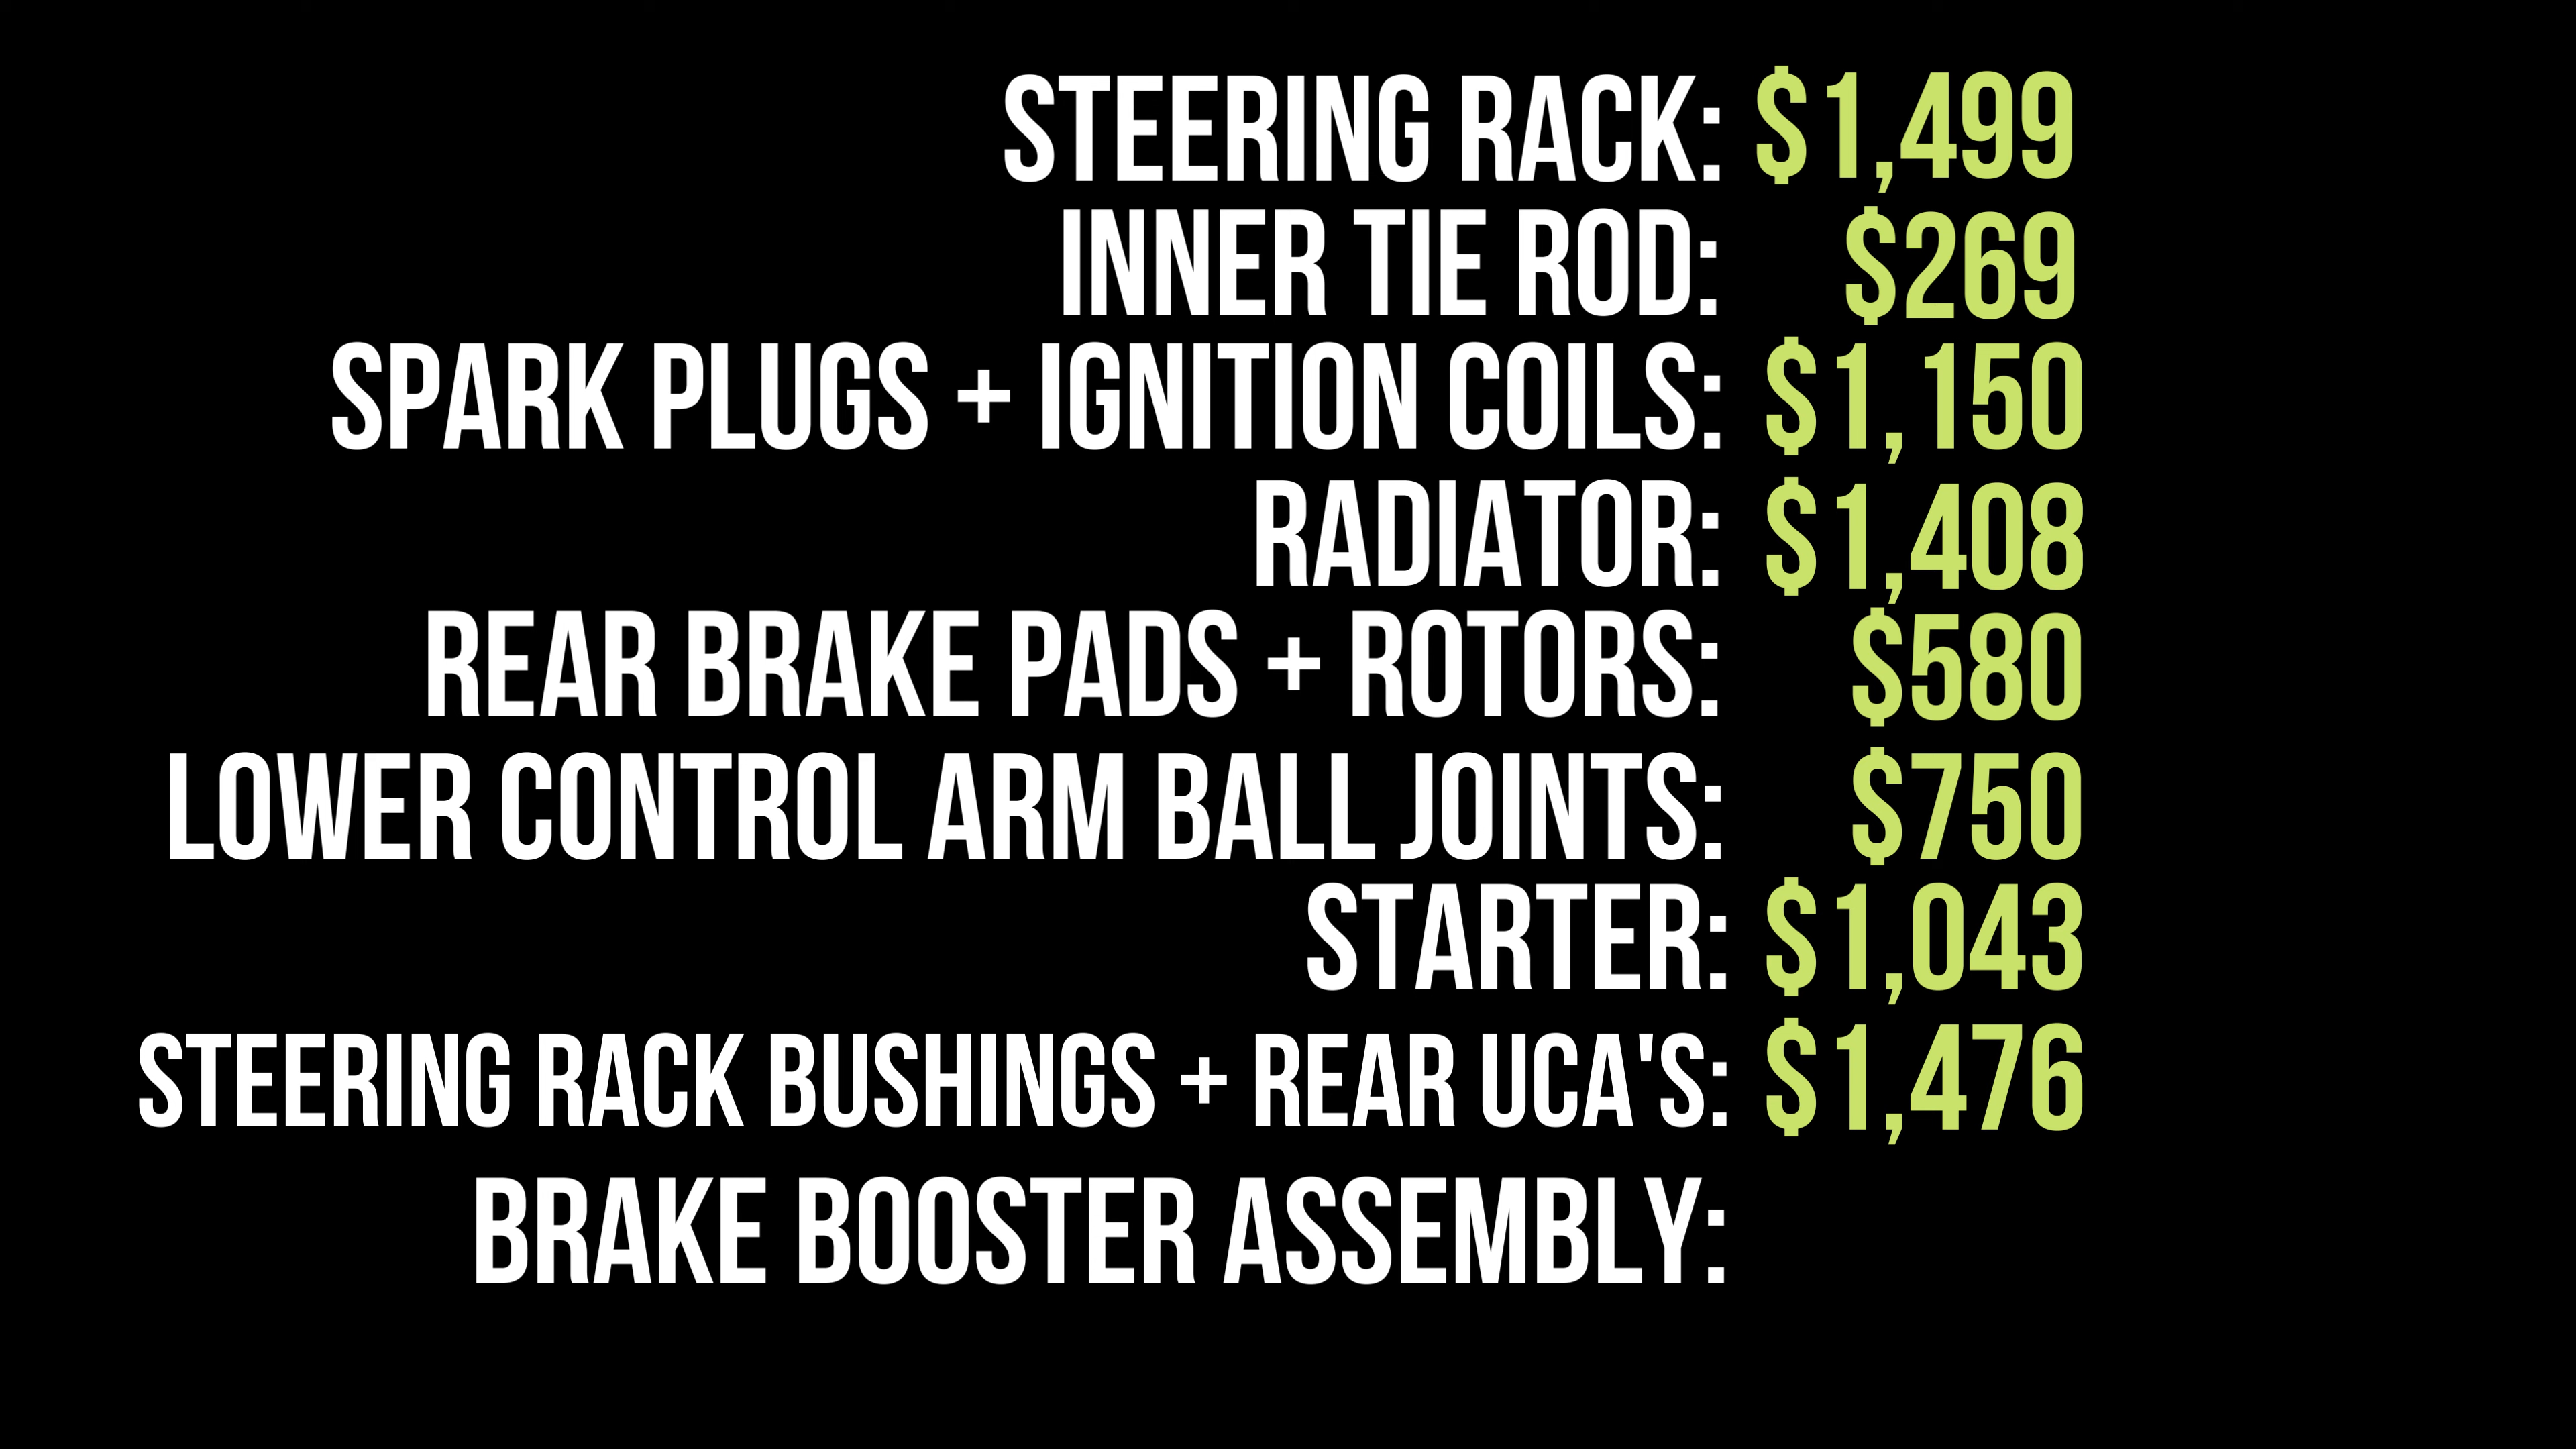 STEERING RACK: $1,499
INNER TIE ROD: $269
SPARK PLUGS + IGNITION COILS: $1,150
RADIATOR: $1,408
REAR BRAKE PADS + ROTORS: $580
LOWER CONTROL ARM BALL JOINTS: $750
STARTER: $1,043
STEERING RACK BUSHINGS + REAR UCA'S: $1,476
BRAKE BOOSTER ASSEMBLY: